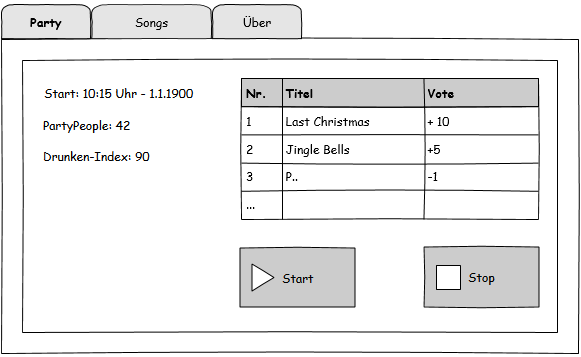 Party Songs Über
Start: 10:15 Uhr - 1.1.1900
PartyPeople: 42
Drunken-Index: 90
Nr. Titel Vote
1 Last Christmas + 10
2 Jingle Bells +5
3 P.. -1
...
Start Stop